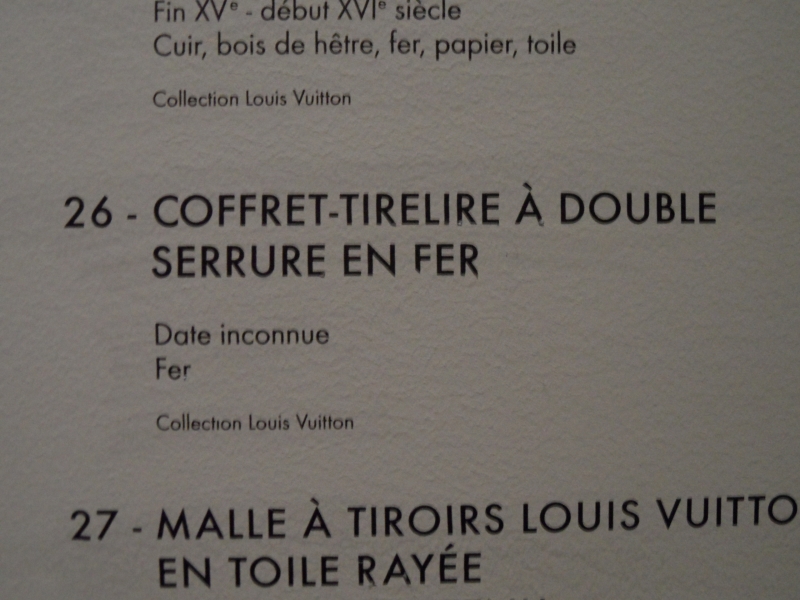 Fin XVᵉ - début XVIᵉ siècle
Cuir, bois de hêtre, fer, papier, toile
Collection Louis Vuitton
26 - COFFRET-TIRELIRE À DOUBLE
SERRURE EN FER
Date inconnue
Fer
Collection Louis Vuitton
27 - MALLE À TIROIRS LOUIS VUITTO
EN TOILE RAYÉE